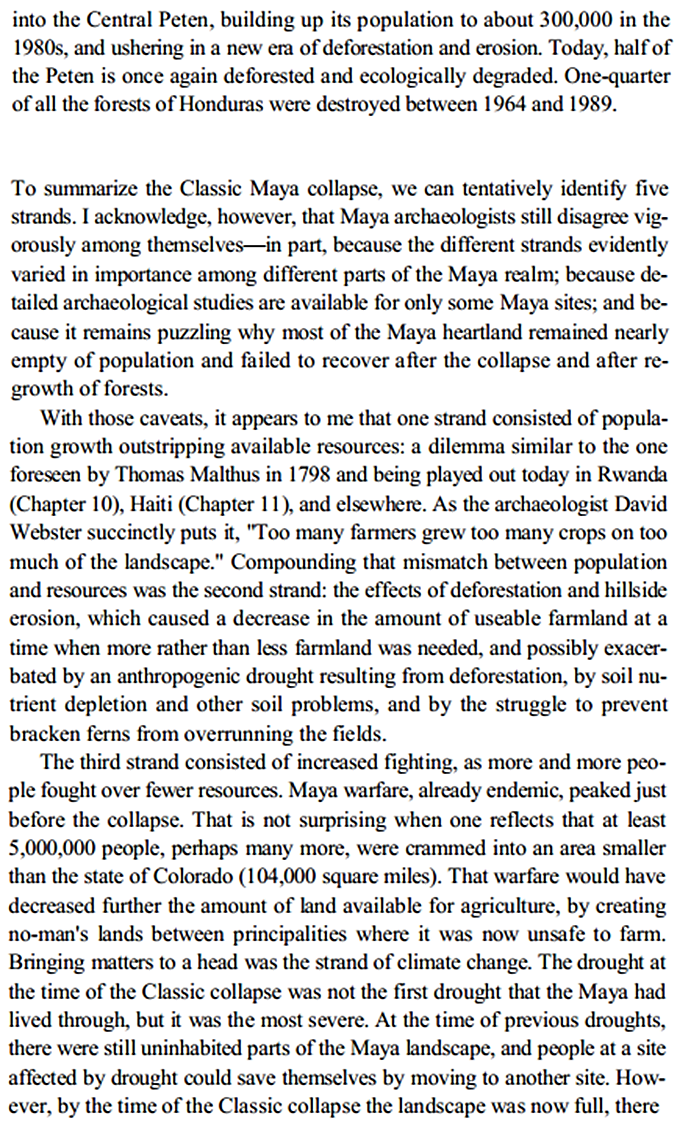 into the Central Peten, building up its population to about 300,000 in the
1980s, and ushering in a new era of deforestation and erosion. Today, half of
the Peten is once again deforested and ecologically degraded. One-quarter
of all the forests of Honduras were destroyed between 1964 and 1989.
To summarize the Classic Maya collapse, we can tentatively identify five
strands. I acknowledge, however, that Maya archaeologists still disagree vig-
orously among themselves—in part, because the different strands evidently
varied in importance among different parts of the Maya realm; because de-
tailed archaeological studies are available for only some Maya sites; and be-
cause it remains puzzling why most of the Maya heartland remained nearly
empty of population and failed to recover after the collapse and after re-
growth of forests.
With those caveats, it appears to me that one strand consisted of popula-
tion growth outstripping available resources: a dilemma similar to the one
foreseen by Thomas Malthus in 1798 and being played out today in Rwanda
(Chapter 10), Haiti (Chapter 11), and elsewhere. As the archaeologist David
Webster succinctly puts it, "Too many farmers grew too many crops on too
much of the landscape." Compounding that mismatch between population
and resources was the second strand: the effects of deforestation and hillside
erosion, which caused a decrease in the amount of useable farmland at a
time when more rather than less farmland was needed, and possibly exacer-
bated by an anthropogenic drought resulting from deforestation, by soil nu-
trient depletion and other soil problems, and by the struggle to prevent
bracken ferns from overrunning the fields.
The third strand consisted of increased fighting, as more and more peo-
ple fought over fewer resources. Maya warfare, already endemic, peaked just
before the collapse. That is not surprising when one reflects that at least
5,000,000 people, perhaps many more, were crammed into an area smaller
than the state of Colorado (104,000 square miles). That warfare would have
decreased further the amount of land available for agriculture, by creating
no-man's lands between principalities where it was now unsafe to farm.
Bringing matters to a head was the strand of climate change. The drought at
the time of the Classic collapse was not the first drought that the Maya had
lived through, but it was the most severe. At the time of previous droughts,
there were still uninhabited parts of the Maya landscape, and people at a site
affected by drought could save themselves by moving to another site. How-
ever, by the time of the Classic collapse the landscape was now full, there